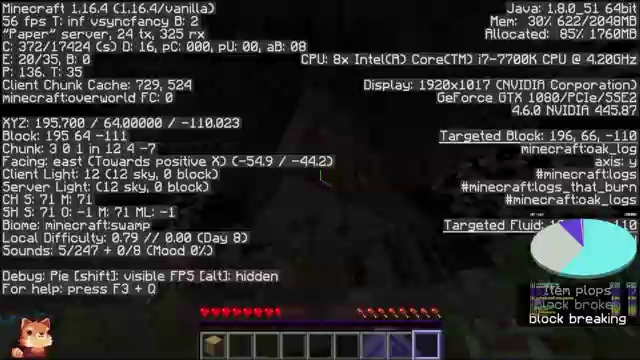 Minecraft 1.16.4 (1.16.4/vanilla)
56 fps T: inf vsyncfancy B: 2
"Paper" server, 24 tx, 325 rx
C: 372/17424 (s) D: 16, pC: 000, pU: 00, aB: 08
E: 20/35, B: 0
P: 136. T: 35
Client Chunk Cache: 729, 524
minecraft:overworld FC: 0
XYZ: 195.700 / 64.00000 / -110.023
Block: 195 64 -111
Chunk: 3 0 1 in 12 4 -7
Facing: east (Towards positive X) (-54.9 / -44.2)
Client Light: 12 (12 sky, 0 block)
Server Light: (12 sky, 0 block)
CH S: 71 M: 71
SH S: 71 O: -1 M: 71 ML: -1
Biome: minecraft:swamp
Local Difficulty: 0.79 // 0.00 (Day 8)
Sounds: 5/247 + 0/8 (Mood 0%)
Debug: Pie [shift]: visible FPS [alt]: hidden
For help: press F3 + Q
Java: 1.8.0_51 64bit
Mem: 30% 622/2048MB
Allocated: 85% 1760MB
CPU: 8x Intel(R) Core(TM) i7-7700K CPU @ 4.20GHz
Display: 1920x1017 (NVIDIA Corporation)
GeForce GTX 1080/PCIe/SSE2
4.6.0 NVIDIA 445.87
Targeted Block: 196, 66, -110
minecraft:oak_log
axis: y
#minecraft:logs
#minecraft:logs_that_burn
#minecraft:oak_logs
Targeted Fluid: -110
Item plops
Block broken
Block breaking